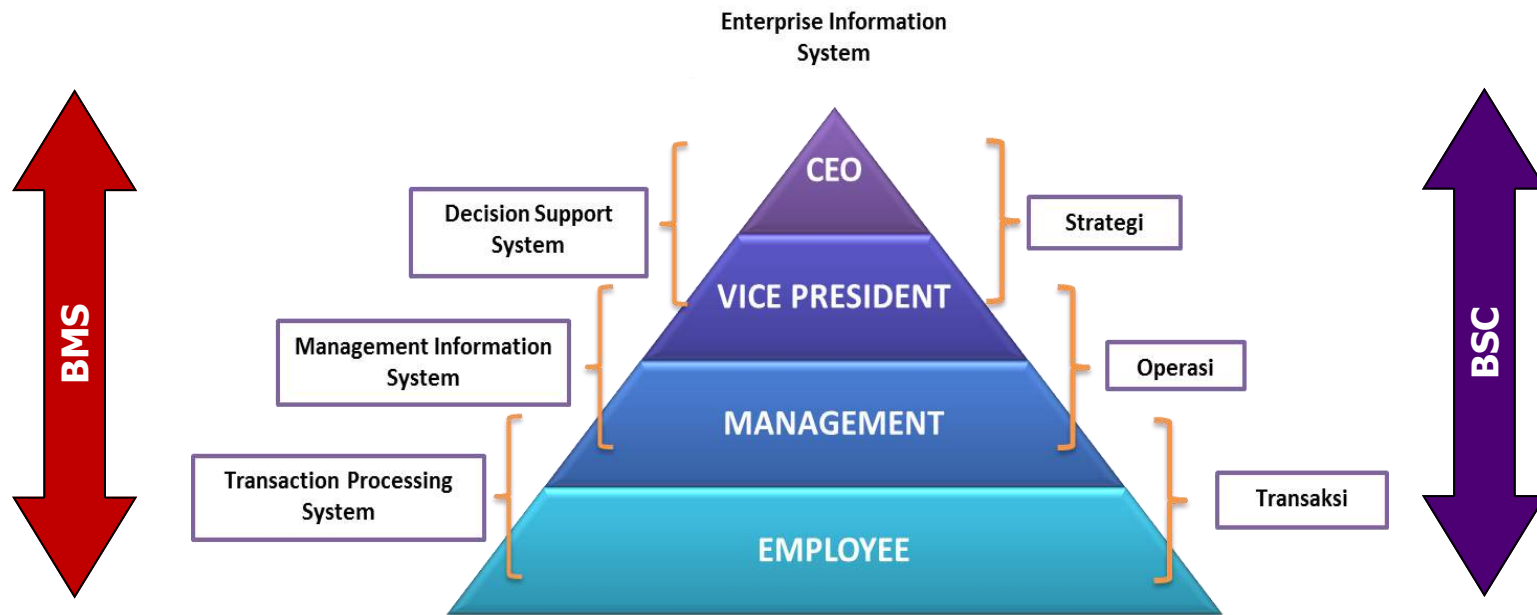 Enterprise Information
System
CEO
Decision Support
System
Strategi
VICE PRESIDENT
BMS
Management Information
System
Operasi
BSC
MANAGEMENT
Transaction Processing
System
Transaksi
EMPLOYEE